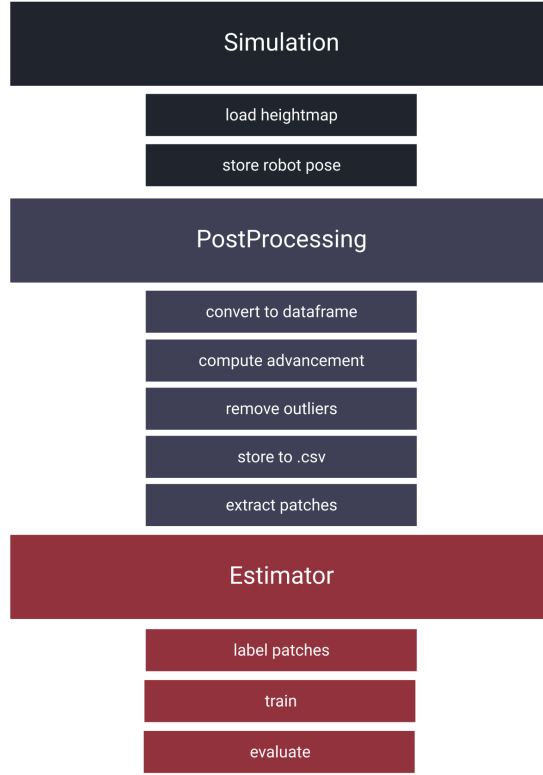 Simulation
load heightmap
store robot pose
PostProcessing
convert to dataframe
compute advancement
remove outliers
store to .csv
extract patches
Estimator
label patches
train
evaluate